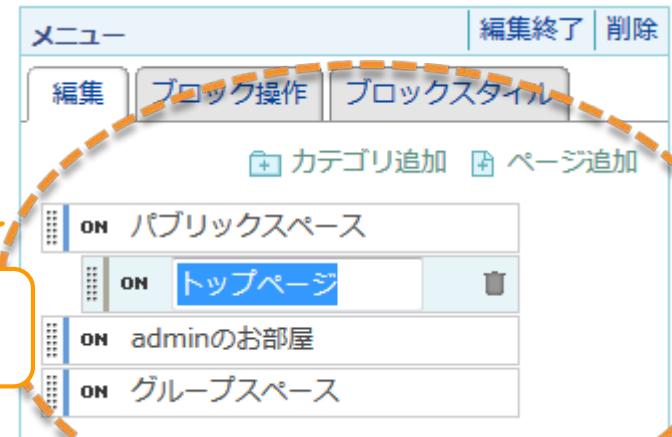 メニュー 編集終了 削除
編集 ブロック操作 ブロックスタイル
カテゴリ追加 ページ追加
ON パブリックスペース
ON トップページ
ON adminのお部屋
ON グループスペース